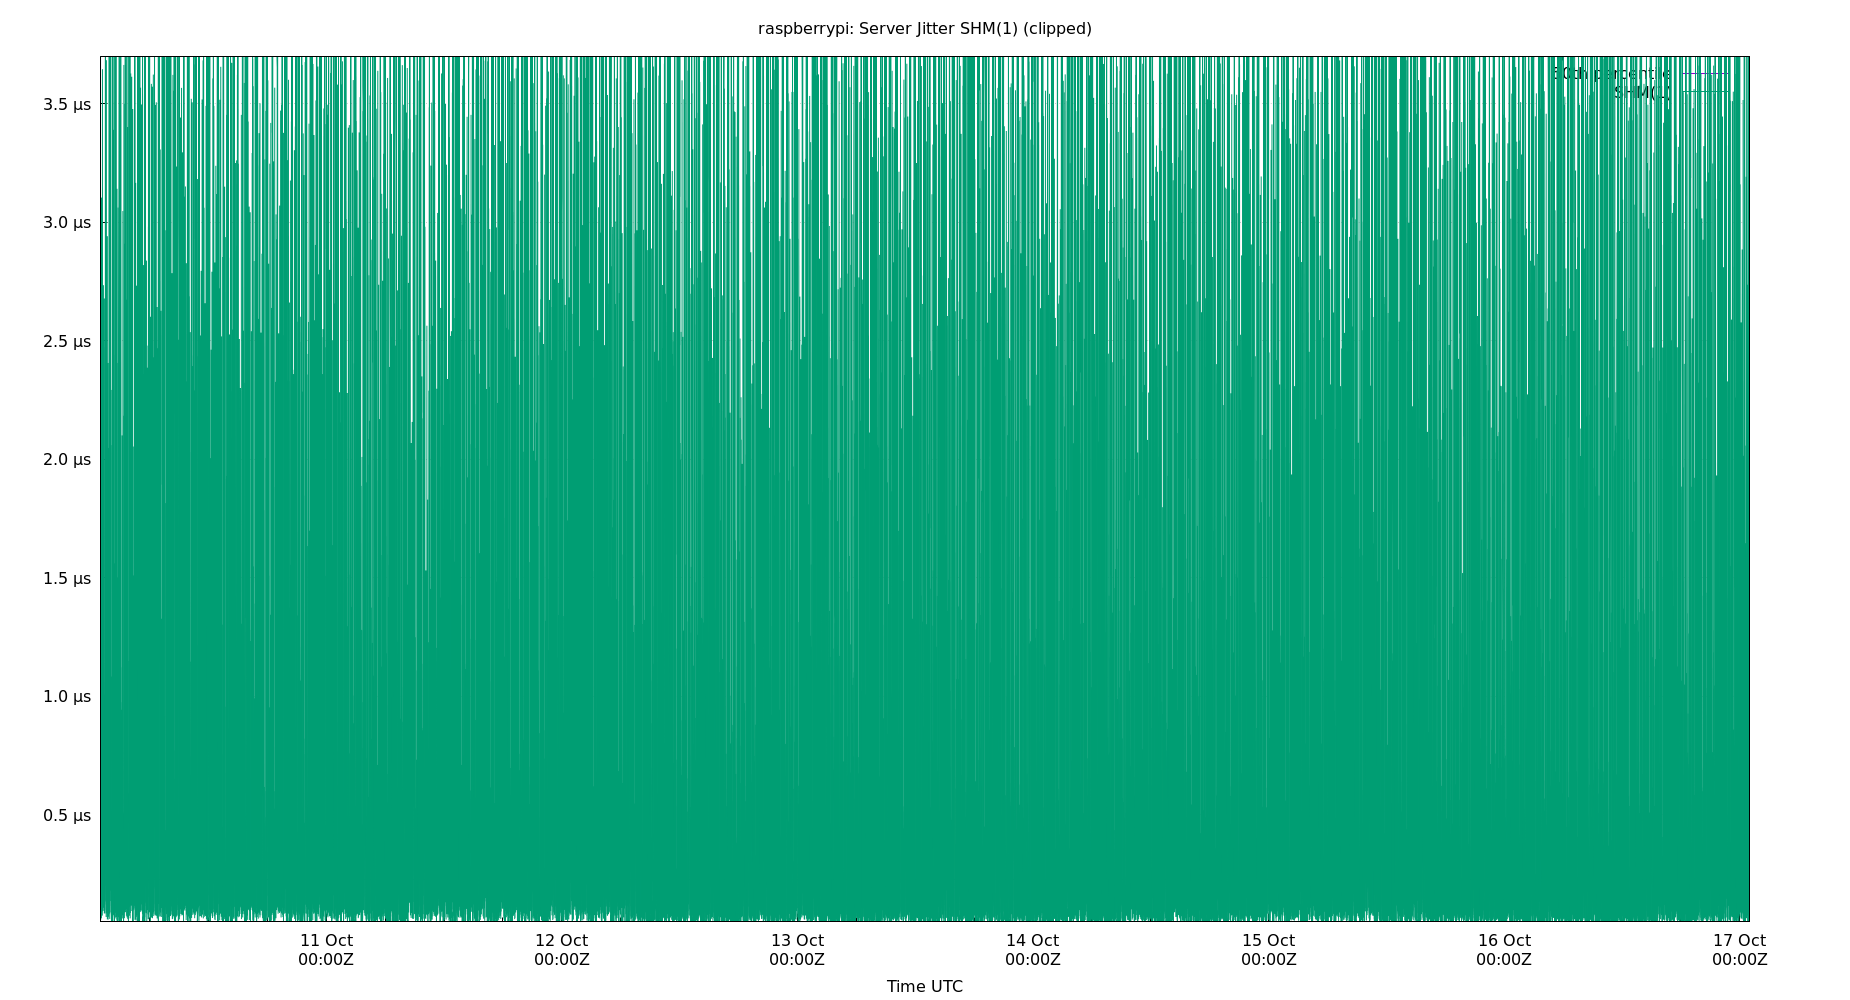 raspberrypi: Server Jitter SHM(1) (clipped)
percentile
SHM(1)
3.5 µs
3.0 µs
2.5 µs
2.0 µs
1.5 µs
1.0 µs
0.5 µs
11 Oct 12 Oct 13 Oct 14 Oct 15 Oct 16 Oct 17 Oct
00:00Z 00:00Z 00:00Z 00:00Z 00:00Z 00:00Z 00:00Z
Time UTC